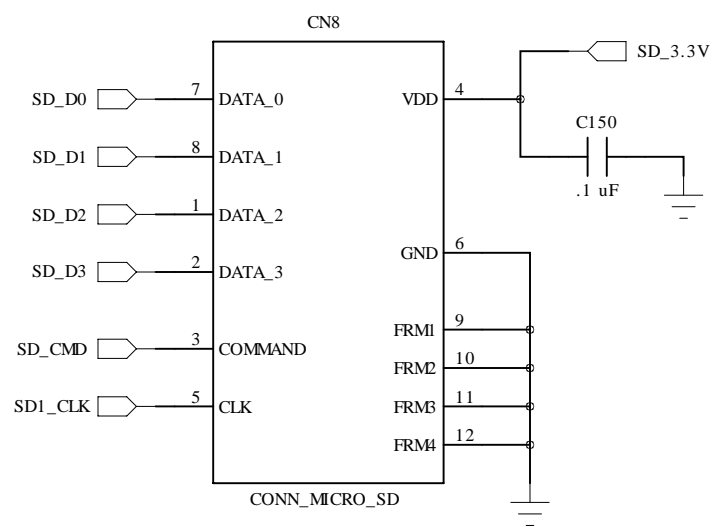 CN8
SD_D0 7 DATA_0 VDD 4 SD_3.3V
C150
SD_D1 8 DATA_1
.1 uF
SD_D2 1 DATA_2
GND 6
SD_D3 2 DATA_3
FRM1 9
SD_CMD 3 COMMAND
FRM2 10
SD1_CLK 5 CLK
FRM3 11
FRM4 12
CONN_MICRO_SD